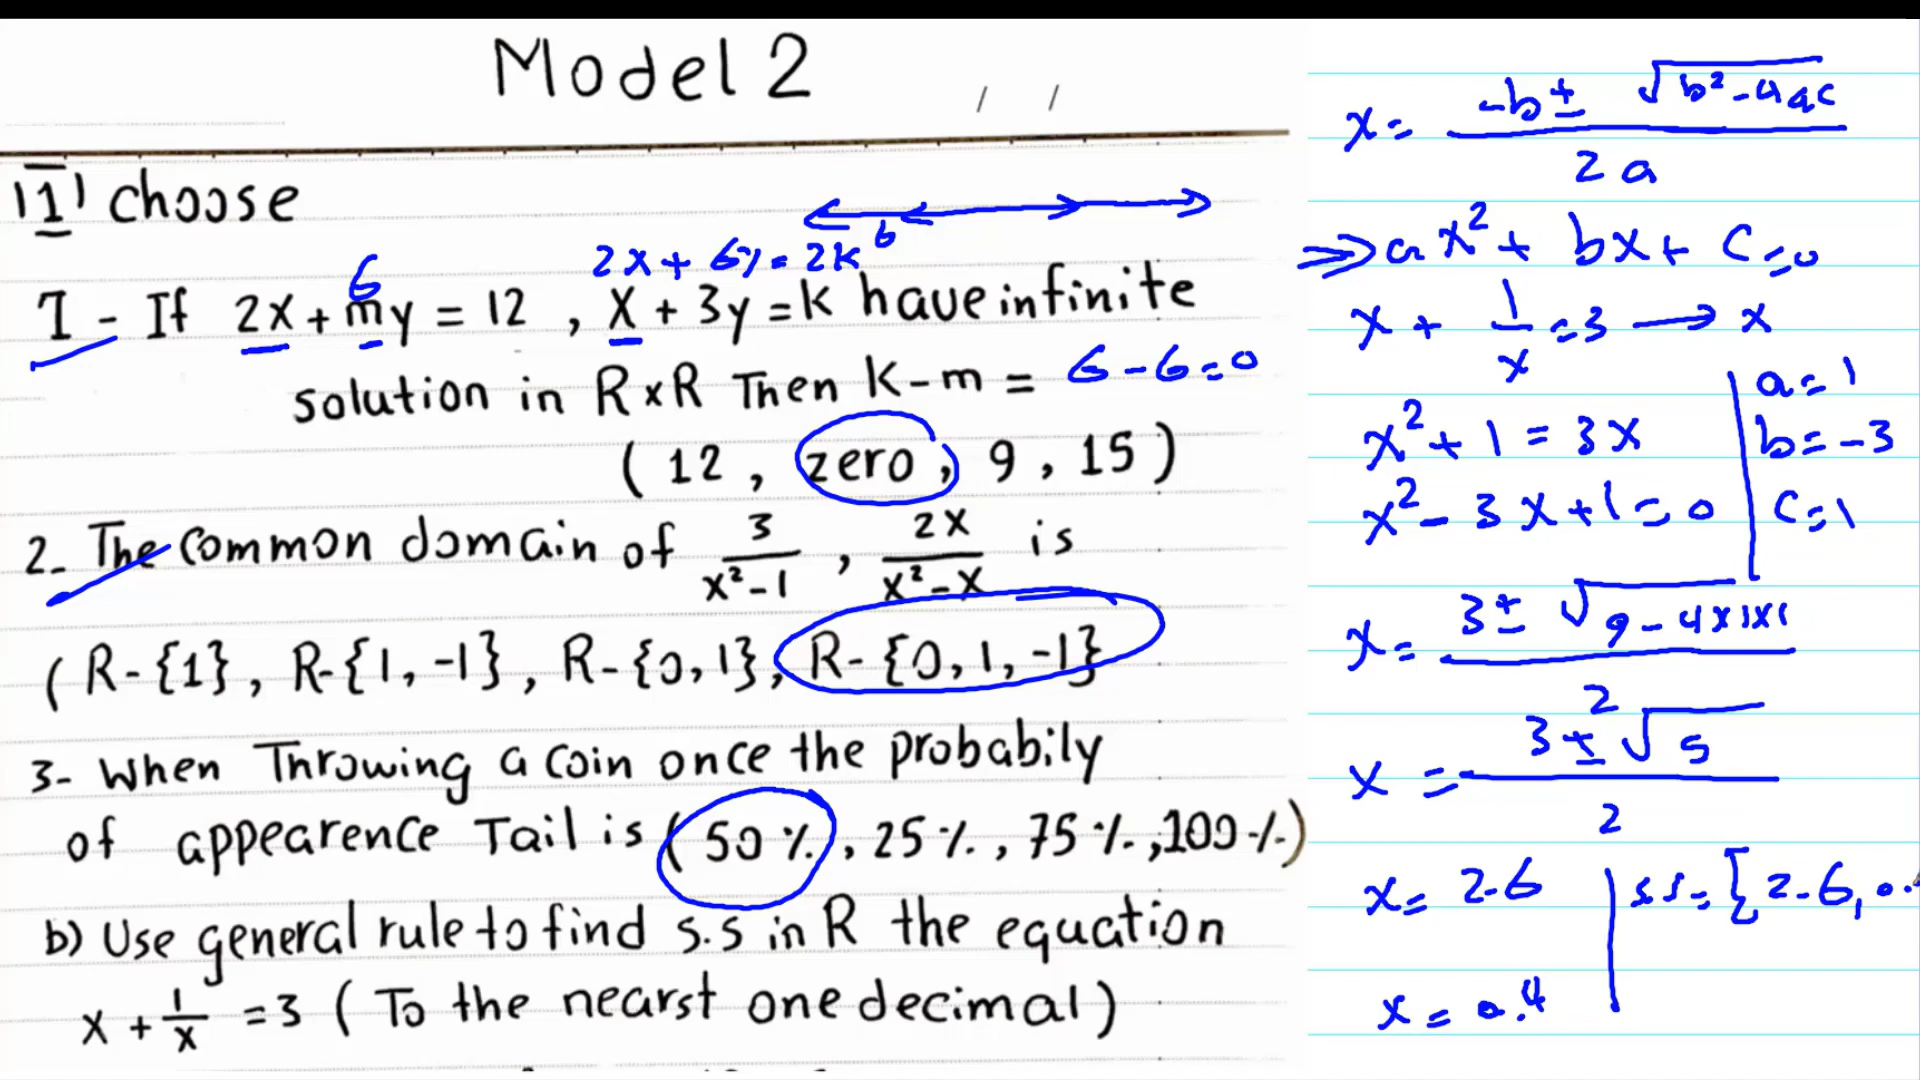 Model 2
/ /
1 choose
6
2x + 6y = 2k 6
1- If 2x + my = 12 , x + 3y = k have infinite
solution in R×R Then k-m = 6-6=0
( 12 , zero , 9 , 15 )
2- The common domain of 3/(x²-1) , 2x/(x²-x) is
( R-{1} , R-{1, -1} , R-{0,1} , R-{0,1,-1}
3- When Throwing a coin once the probabily
of appearence Tail is ( 50% , 25% , 75% , 100% )
b) Use general rule to find s.s in R the equation
x + 1/x = 3 ( To the nearst one decimal )
x = (-b ± √(b²-4ac))/2a
⇒ ax² + bx + c = 0
x + 1/x = 3 → x
x² + 1 = 3x
x² - 3x + 1 = 0
a = 1
b = -3
c = 1
x = (3 ± √(9-4×1×1))/2
x = (3 ± √5)/2
x = 2.6
x = 0.4
s.s = { 2.6, 0.4